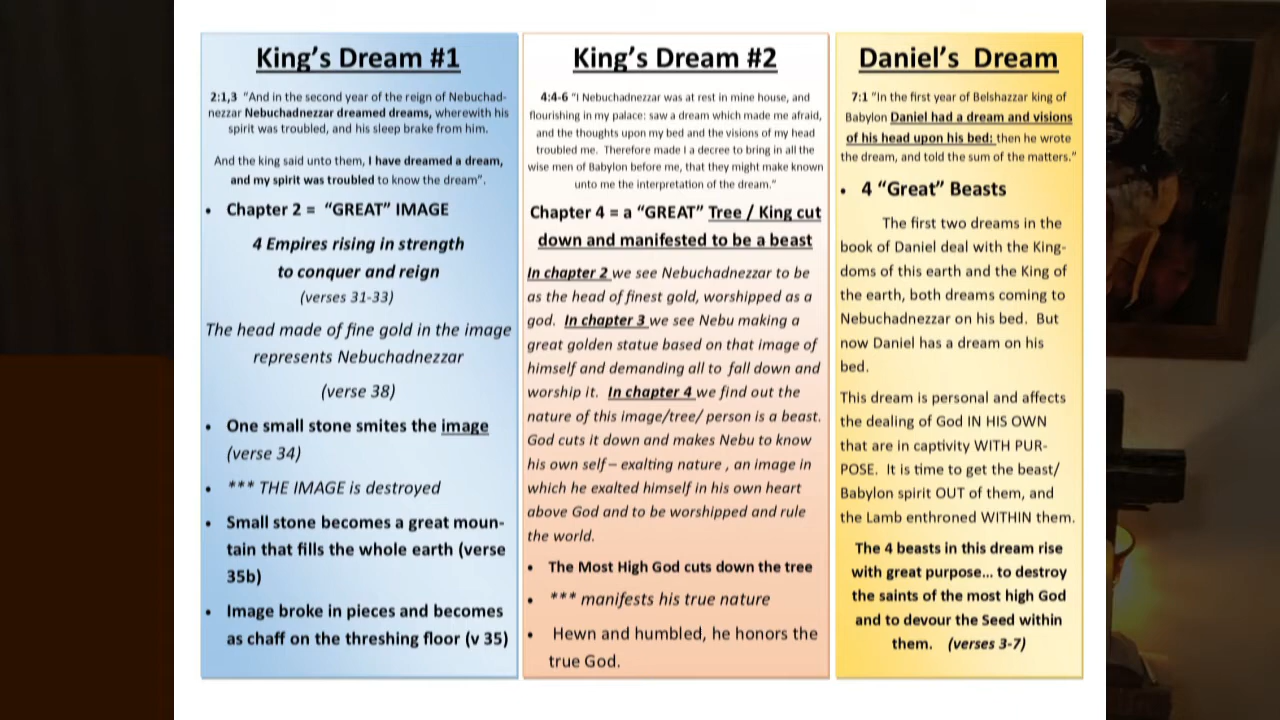 King's Dream #1
2:1,3 "And in the second year of the reign of Nebuchad-
nezzar Nebuchadnezzar dreamed dreams, wherewith his
spirit was troubled, and his sleep brake from him.
And the king said unto them, I have dreamed a dream,
and my spirit was troubled to know the dream".
• Chapter 2 = "GREAT" IMAGE
4 Empires rising in strength
to conquer and reign
(verses 31-33)
The head made of fine gold in the image
represents Nebuchadnezzar
(verse 38)
• One small stone smites the image
(verse 34)
• *** THE IMAGE is destroyed
• Small stone becomes a great moun-
tain that fills the whole earth (verse
35b)
• Image broke in pieces and becomes
as chaff on the threshing floor (v 35)
King's Dream #2
4:4-6 "I Nebuchadnezzar was at rest in mine house, and
flourishing in my palace: saw a dream which made me afraid,
and the thoughts upon my bed and the visions of my head
troubled me. Therefore made I a decree to bring in all the
wise men of Babylon before me, that they might make known
unto me the interpretation of the dream."
Chapter 4 = a "GREAT" Tree / King cut
down and manifested to be a beast
In chapter 2 we see Nebuchadnezzar to be
as the head of finest gold, worshipped as a
god. In chapter 3 we see Nebu making a
great golden statue based on that image of
himself and demanding all to fall down and
worship it. In chapter 4 we find out the
nature of this image/tree/ person is a beast.
God cuts it down and makes Nebu to know
his own self – exalting nature , an image in
which he exalted himself in his own heart
above God and to be worshipped and rule
the world.
• The Most High God cuts down the tree
• *** manifests his true nature
• Hewn and humbled, he honors the
true God.
Daniel's Dream
7:1 "In the first year of Belshazzar king of
Babylon Daniel had a dream and visions
of his head upon his bed: then he wrote
the dream, and told the sum of the matters."
• 4 "Great" Beasts
The first two dreams in the
book of Daniel deal with the King-
doms of this earth and the King of
the earth, both dreams coming to
Nebuchadnezzar on his bed. But
now Daniel has a dream on his
bed.
This dream is personal and affects
the dealing of God IN HIS OWN
that are in captivity WITH PUR-
POSE. It is time to get the beast/
Babylon spirit OUT of them, and
the Lamb enthroned WITHIN them.
The 4 beasts in this dream rise
with great purpose... to destroy
the saints of the most high God
and to devour the Seed within
them. (verses 3-7)